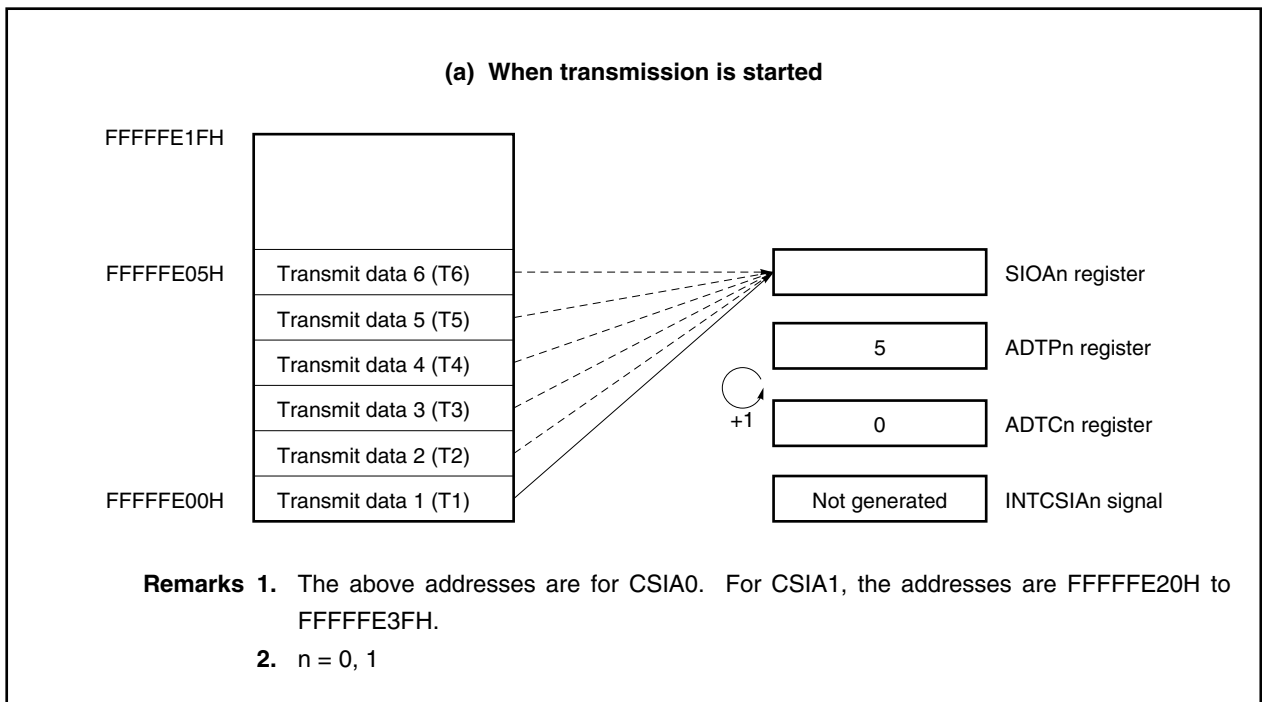 (a) When transmission is started
FFFFFE1FH
FFFFFE05H
Transmit data 6 (T6)
SIOAn register
Transmit data 5 (T5)
5
ADTPn register
Transmit data 4 (T4)
Transmit data 3 (T3)
+1
0
ADTCn register
Transmit data 2 (T2)
FFFFFE00H
Transmit data 1 (T1)
Not generated
INTCSIAn signal
Remarks 1. The above addresses are for CSIA0. For CSIA1, the addresses are FFFFFE20H to
FFFFFE3FH.
2. n = 0, 1